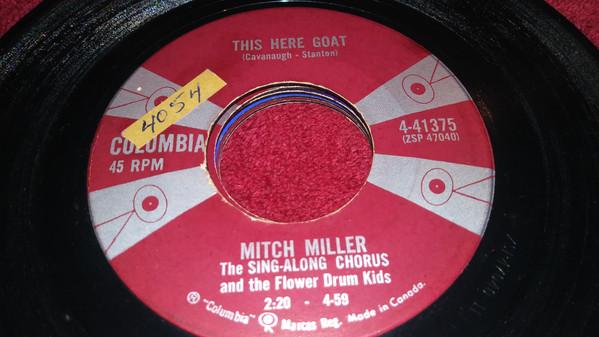 THIS HERE GOAT
(Cavanaugh - Stanton)
4054
COLUMBIA
45 RPM
4-41375
(ZSP 47040)
MITCH MILLER
The SING-ALONG CHORUS
and the Flower Drum Kids
2:20 - 4-59
® "Columbia" Marcas Reg. Made in Canada.